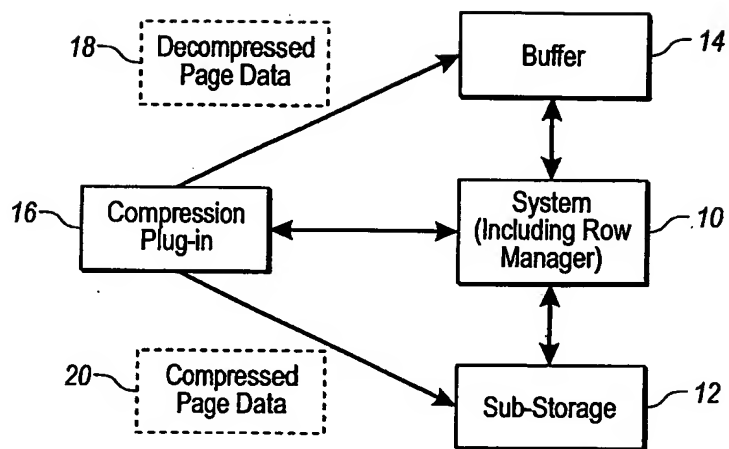 18
Decompressed
Page Data
Buffer
14
16
Compression
Plug-in
System
(Including Row
Manager)
10
20
Compressed
Page Data
Sub-Storage
12